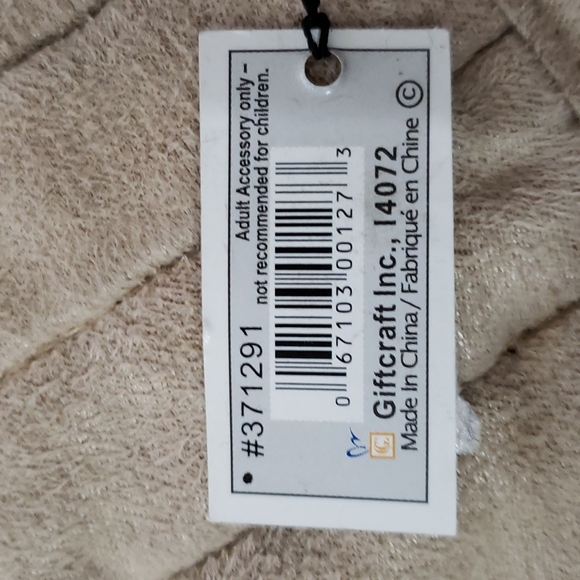 Adult Accessory only –
not recommended for children.
#371291
0 67103 00127 3
Giftcraft Inc., 14072
Made In China / Fabriqué en Chine ©